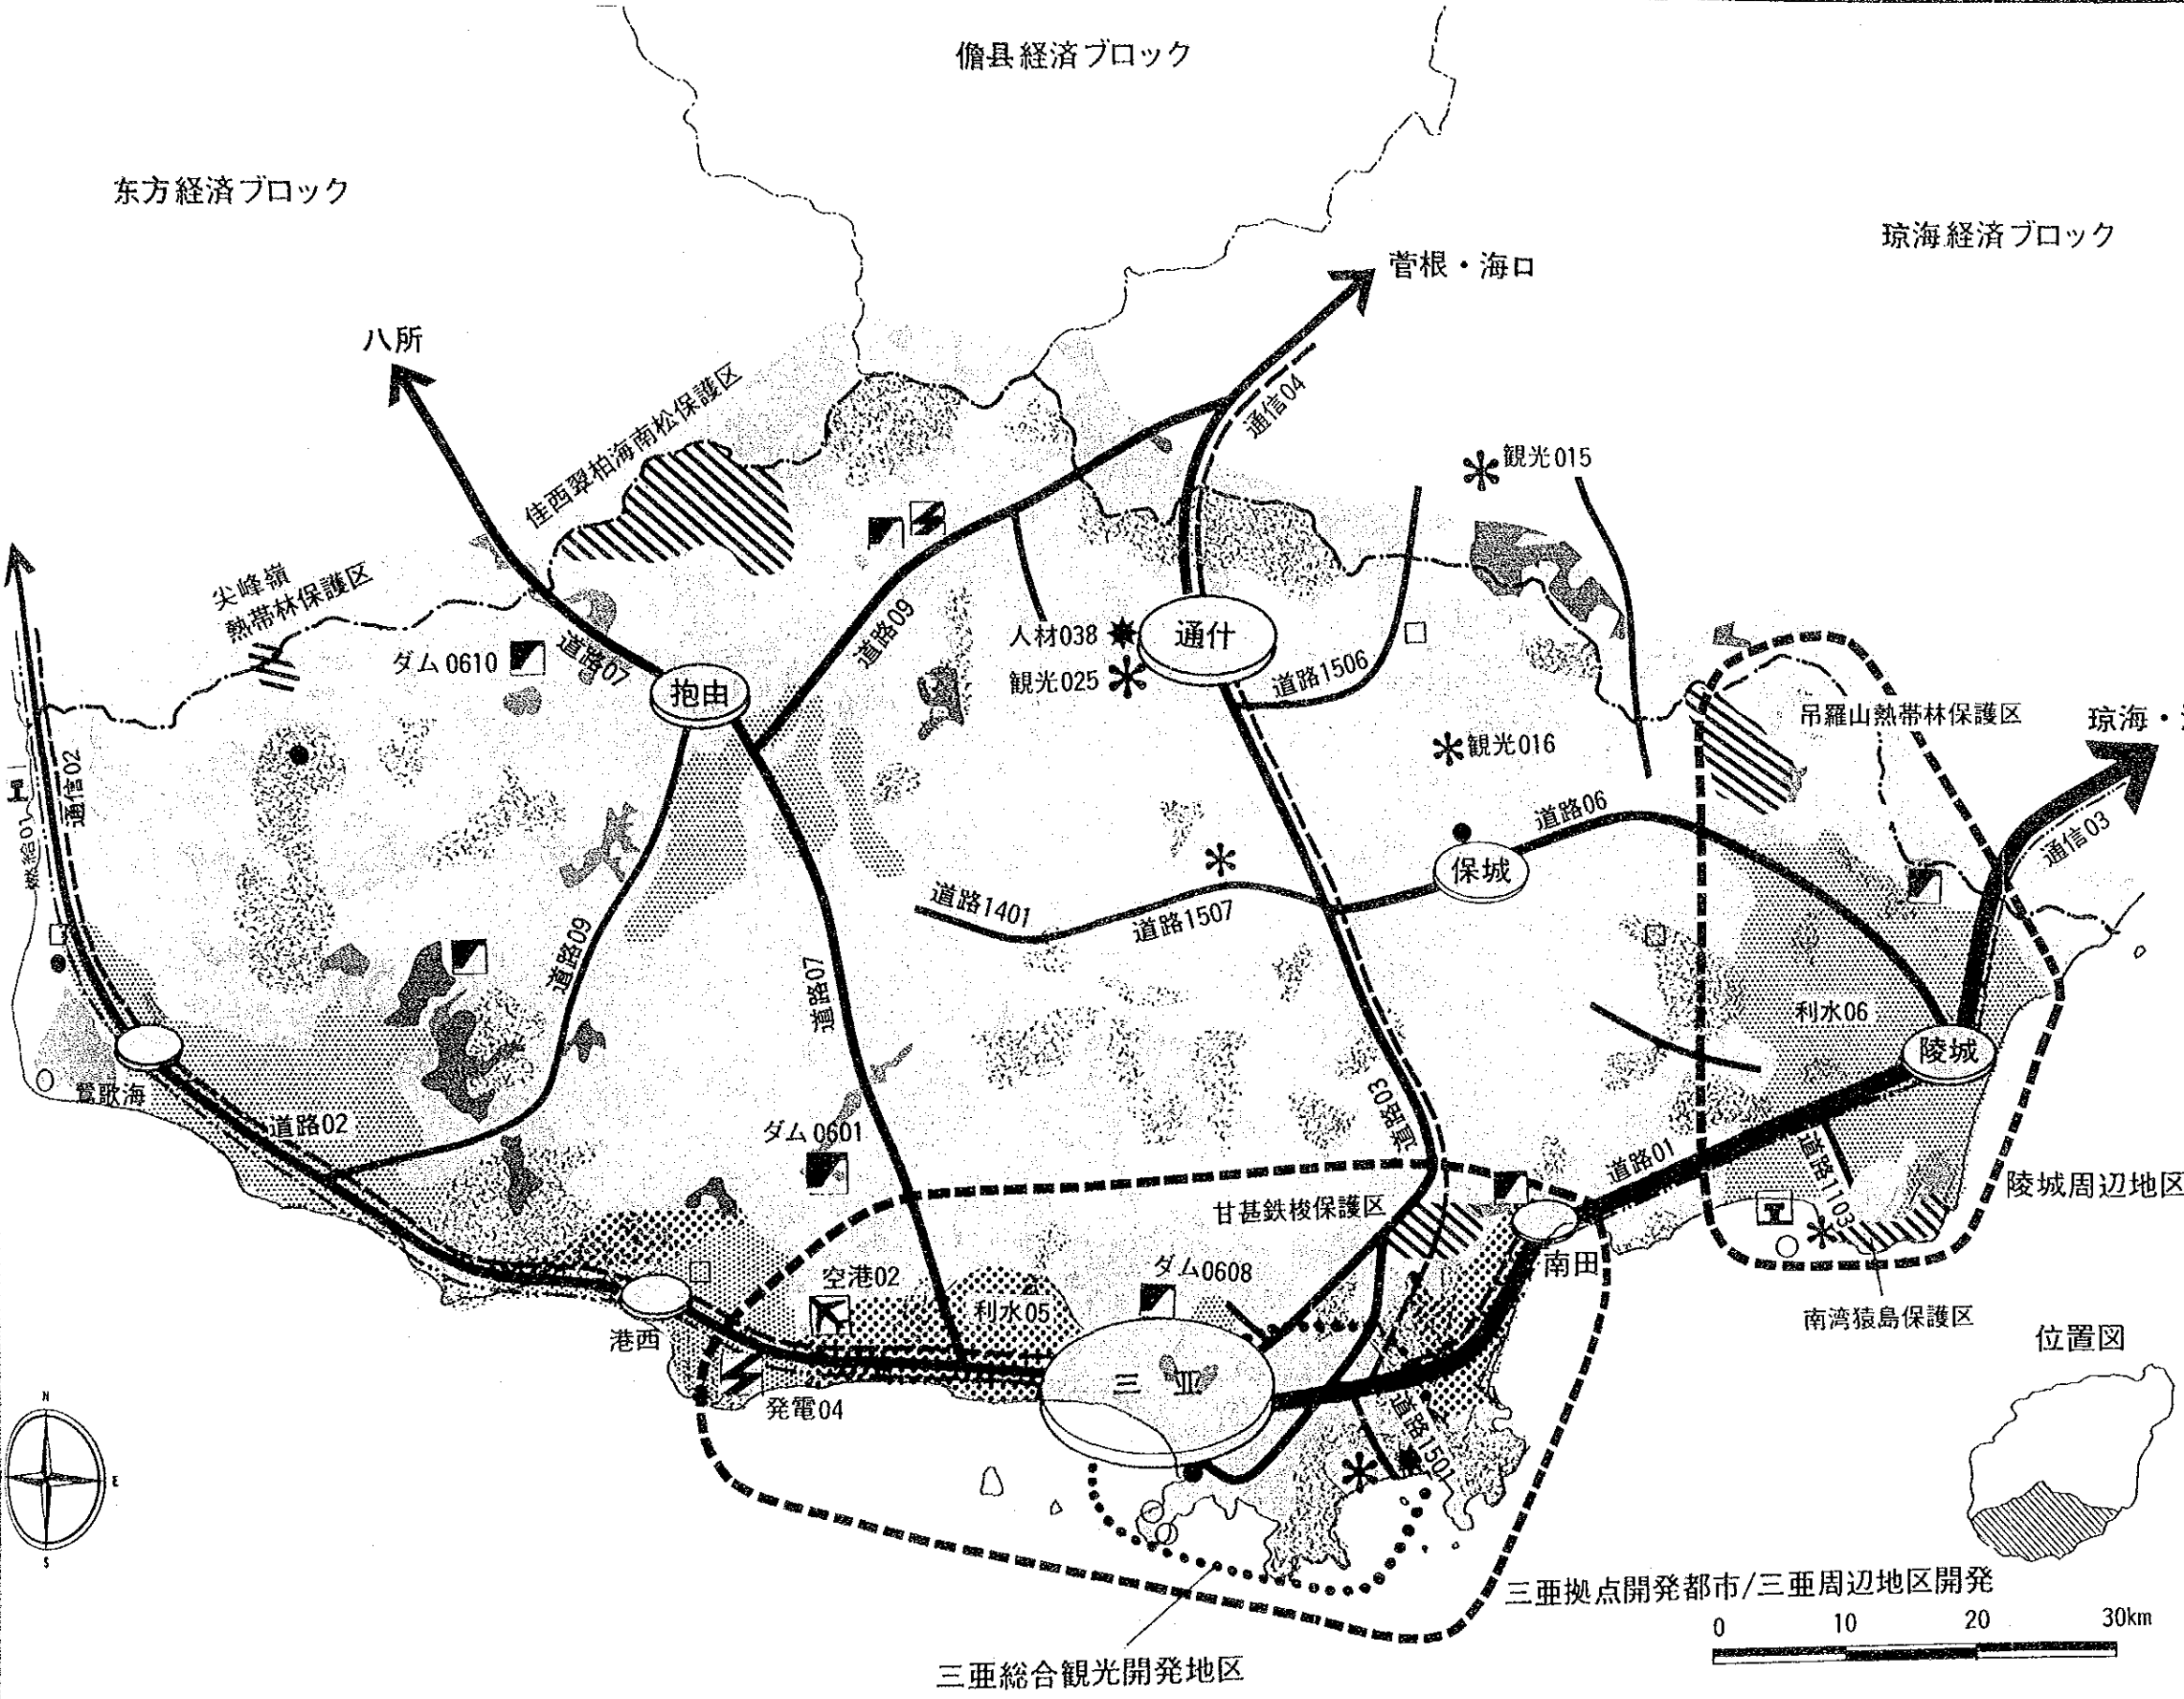 儋县経済ブロック
东方経済ブロック
琼海経済ブロック
菅根・海口
八所
通信04
佳西翠柏海南松保護区
観光015
尖峰嶺
熱帯林保護区
道路09
人材038
通什
ダム0610
道路07
抱由
観光025
道路1506
吊羅山熱帯林保護区
琼海・
観光016
通信02
燃給01
道路06
通信03
保城
道路1401
道路1507
道路09
道路07
利水06
陵城
鶯歌海
道路02
道路03
ダム0601
道路01
道路1103
陵城周辺地区
甘甚鉄梭保護区
南田
空港02
ダム0608
利水05
南湾猿島保護区
港西
位置図
三亜
発電04
道路1501
N
E
S
三亜拠点開発都市/三亜周辺地区開発
0 10 20 30km
三亜総合観光開発地区